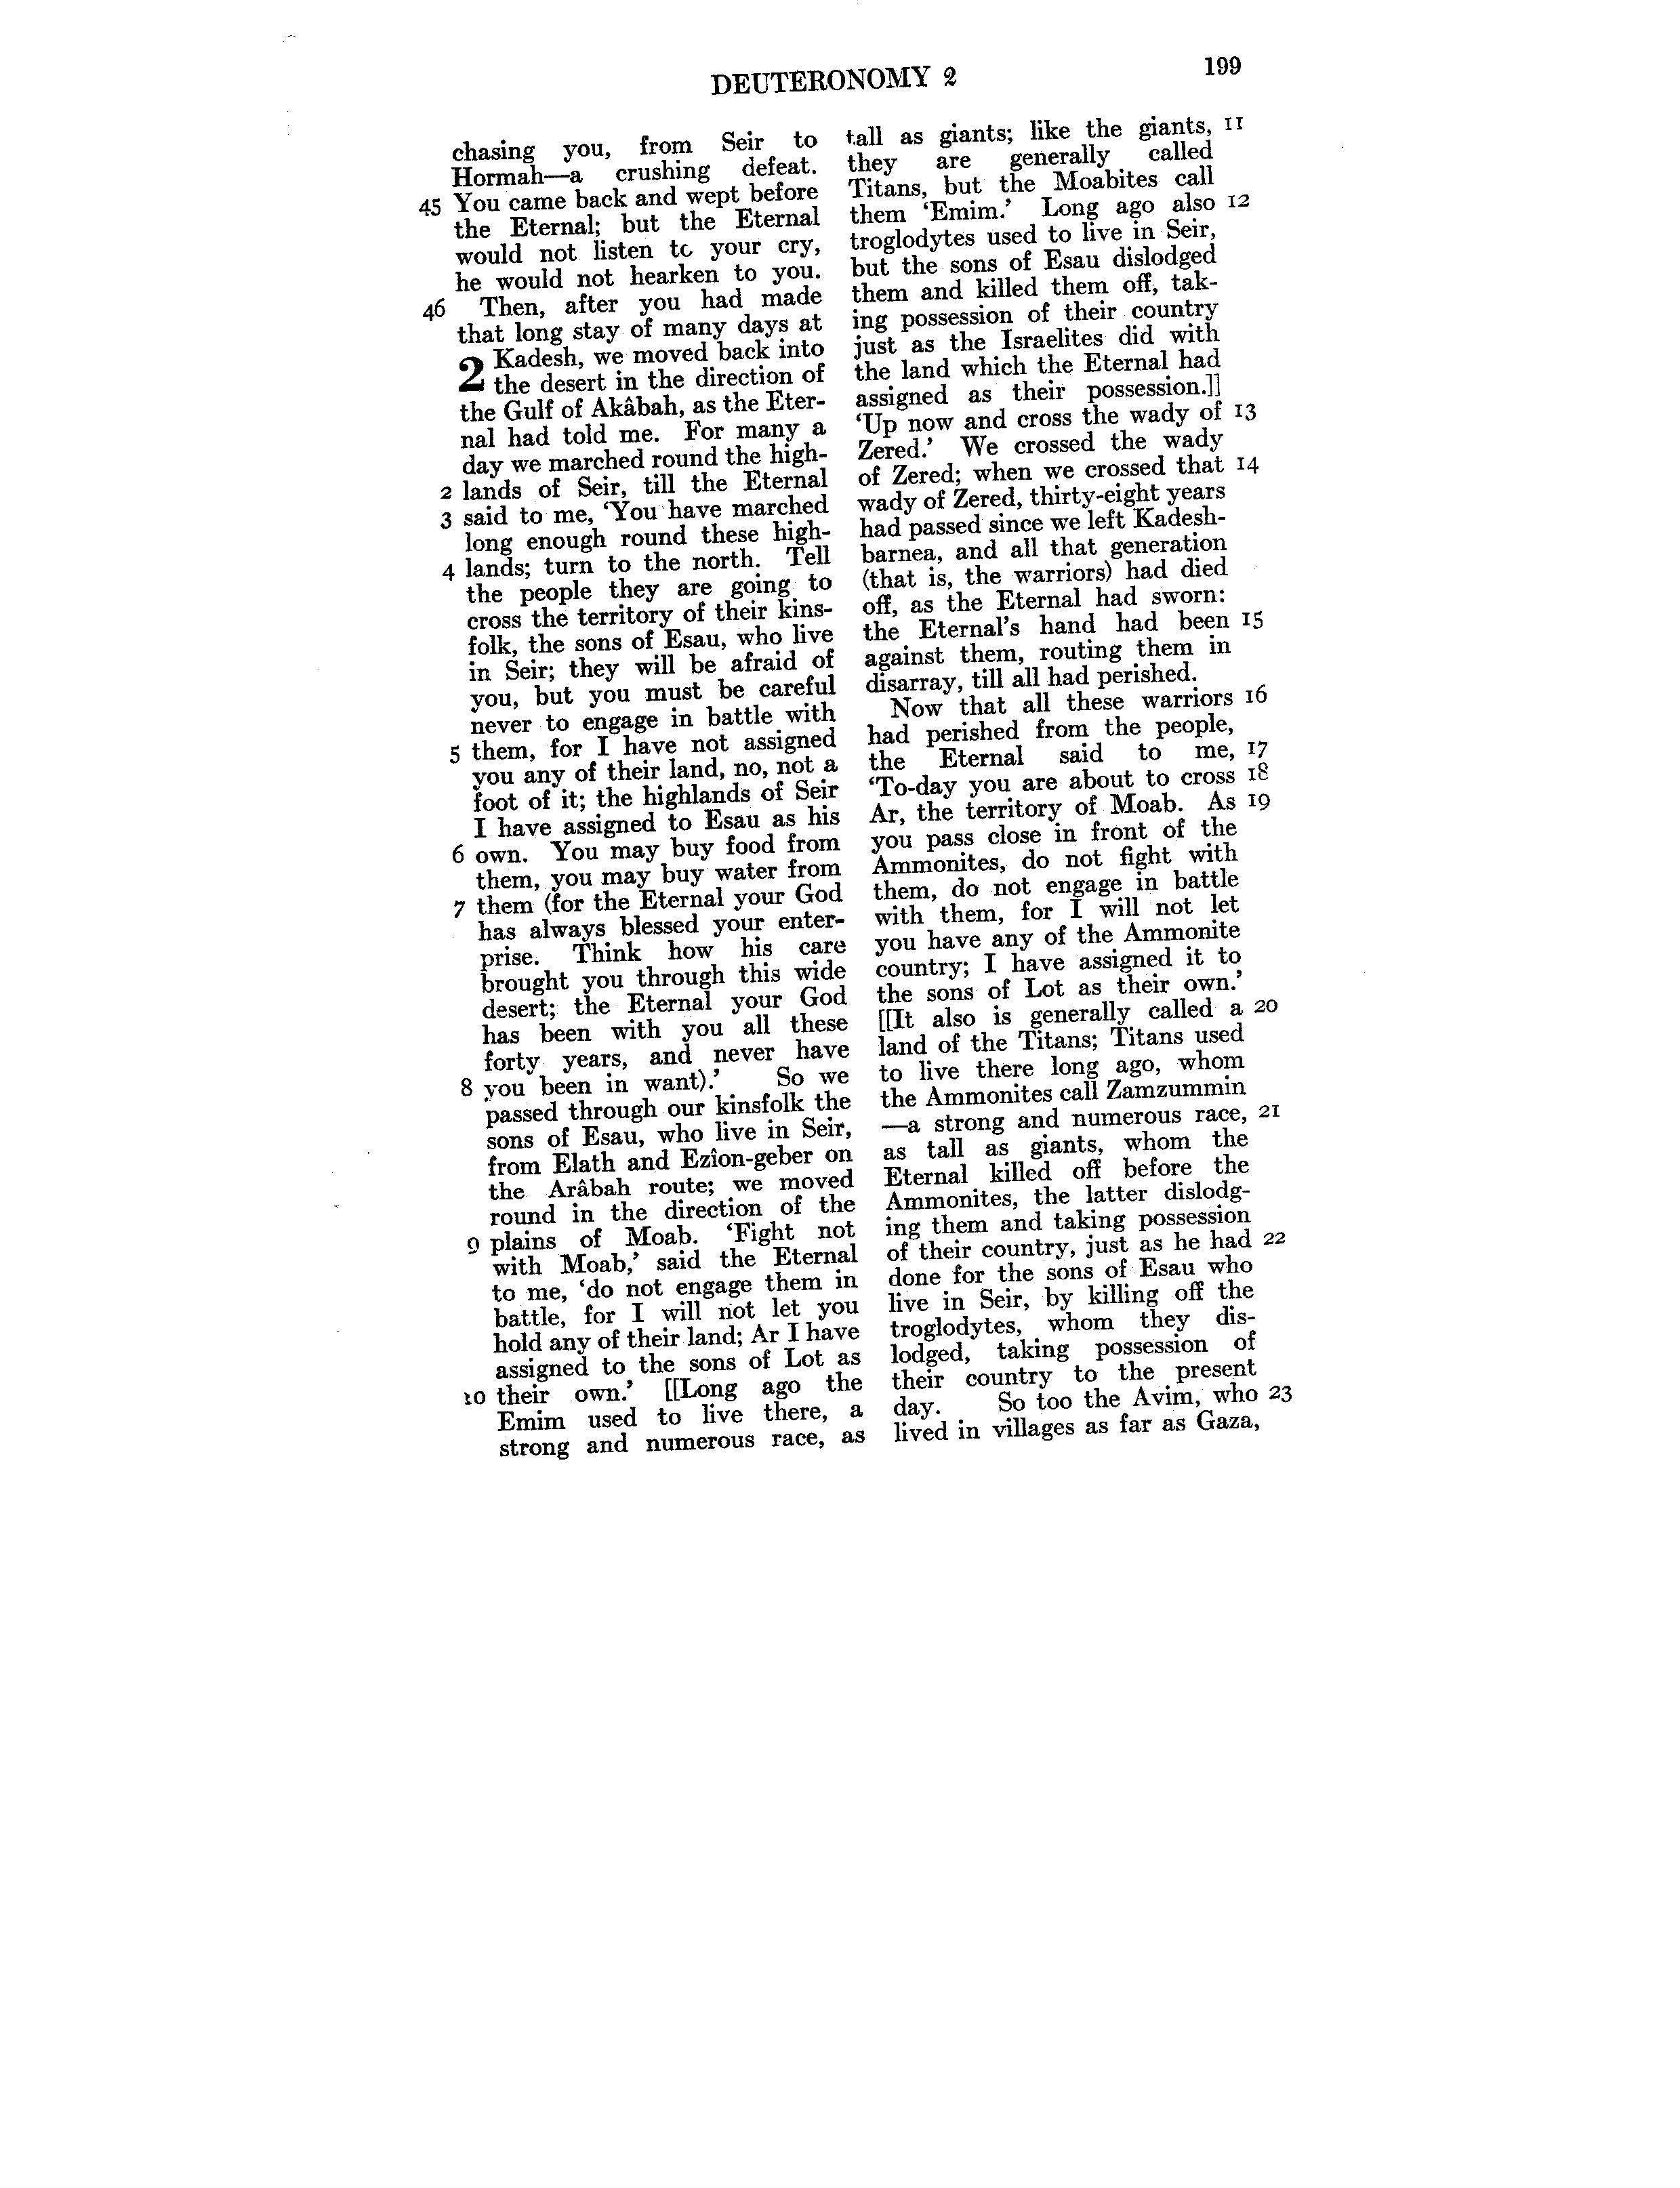 DEUTERONOMY 2
199
chasing you, from Seir to
Hormah—a crushing defeat.
45 You came back and wept before
the Eternal; but the Eternal
would not listen to your cry,
he would not hearken to you.
46 Then, after you had made
that long stay of many days at
2 Kadesh, we moved back into
the desert in the direction of
the Gulf of Akâbah, as the Eter-
nal had told me. For many a
day we marched round the high-
2 lands of Seir, till the Eternal
3 said to me, ‘You have marched
long enough round these high-
4 lands; turn to the north. Tell
the people they are going to
cross the territory of their kins-
folk, the sons of Esau, who live
in Seir; they will be afraid of
you, but you must be careful
never to engage in battle with
5 them, for I have not assigned
you any of their land, no, not a
foot of it; the highlands of Seir
I have assigned to Esau as his
6 own. You may buy food from
them, you may buy water from
7 them (for the Eternal your God
has always blessed your enter-
prise. Think how his care
brought you through this wide
desert; the Eternal your God
has been with you all these
forty years, and never have
8 you been in want).’ So we
passed through our kinsfolk the
sons of Esau, who live in Seir,
from Elath and Ezîon-geber on
the Arâbah route; we moved
round in the direction of the
9 plains of Moab. ‘Fight not
with Moab,’ said the Eternal
to me, ‘do not engage them in
battle, for I will not let you
hold any of their land; Ar I have
assigned to the sons of Lot as
10 their own.’ [[Long ago the
Emim used to live there, a
strong and numerous race, as
tall as giants; like the giants, 11
they are generally called
Titans, but the Moabites call
them ‘Emim.’ Long ago also 12
troglodytes used to live in Seir,
but the sons of Esau dislodged
them and killed them off, tak-
ing possession of their country
just as the Israelites did with
the land which the Eternal had
assigned as their possession.]]
‘Up now and cross the wady of 13
Zered.’ We crossed the wady
of Zered; when we crossed that 14
wady of Zered, thirty-eight years
had passed since we left Kadesh-
barnea, and all that generation
(that is, the warriors) had died
off, as the Eternal had sworn:
the Eternal’s hand had been 15
against them, routing them in
disarray, till all had perished.
Now that all these warriors 16
had perished from the people,
the Eternal said to me, 17
‘To-day you are about to cross 18
Ar, the territory of Moab. As 19
you pass close in front of the
Ammonites, do not fight with
them, do not engage in battle
with them, for I will not let
you have any of the Ammonite
country; I have assigned it to
the sons of Lot as their own.’
[[It also is generally called a 20
land of the Titans; Titans used
to live there long ago, whom
the Ammonites call Zamzummin
—a strong and numerous race, 21
as tall as giants, whom the
Eternal killed off before the
Ammonites, the latter dislodg-
ing them and taking possession
of their country, just as he had 22
done for the sons of Esau who
live in Seir, by killing off the
troglodytes, whom they dis-
lodged, taking possession of
their country to the present
day. So too the Avim, who 23
lived in villages as far as Gaza,